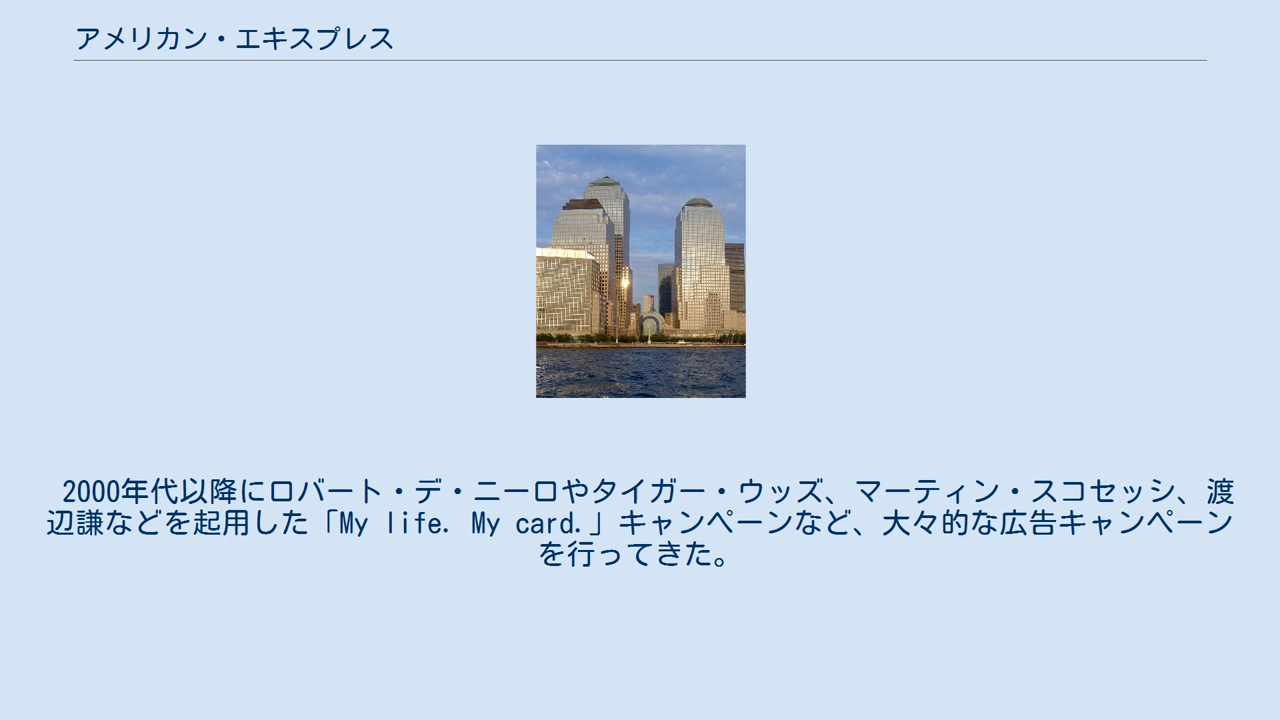 アメリカン・エキスプレス
2000年代以降にロバート・デ・ニーロやタイガー・ウッズ、マーティン・スコセッシ、渡
辺謙などを起用した「My life. My card.」キャンペーンなど、大々的な広告キャンペーン
を行ってきた。